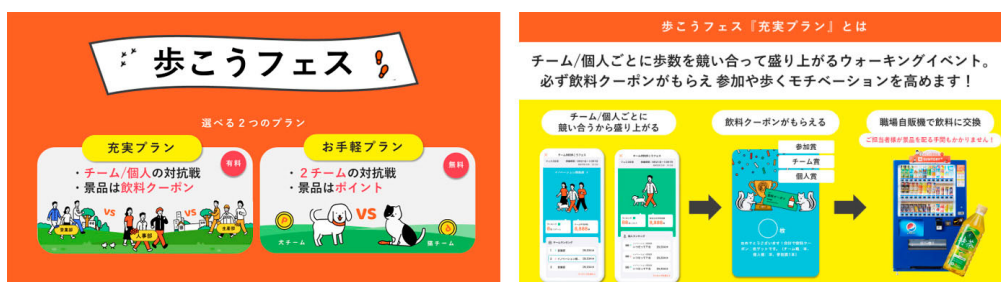 歩こうフェス
選べる2つのプラン
充実プラン
有料
・チーム/個人の対抗戦
・景品は飲料クーポン
VS
VS
営業部
人事部
生産部
お手軽プラン
無料
・2チームの対抗戦
・景品はポイント
VS
犬チーム
猫チーム
歩こうフェス『充実プラン』とは
チーム/個人ごとに歩数を競い合って盛り上がるウォーキングイベント。
必ず飲料クーポンがもらえ 参加や歩くモチベーションを高めます！
チーム/個人ごとに
競い合うから盛り上がる
飲料クーポンがもらえる
参加賞
チーム賞
個人賞
職場自販機で飲料に交換
ご担当者様が景品を配る手間もかかりません！